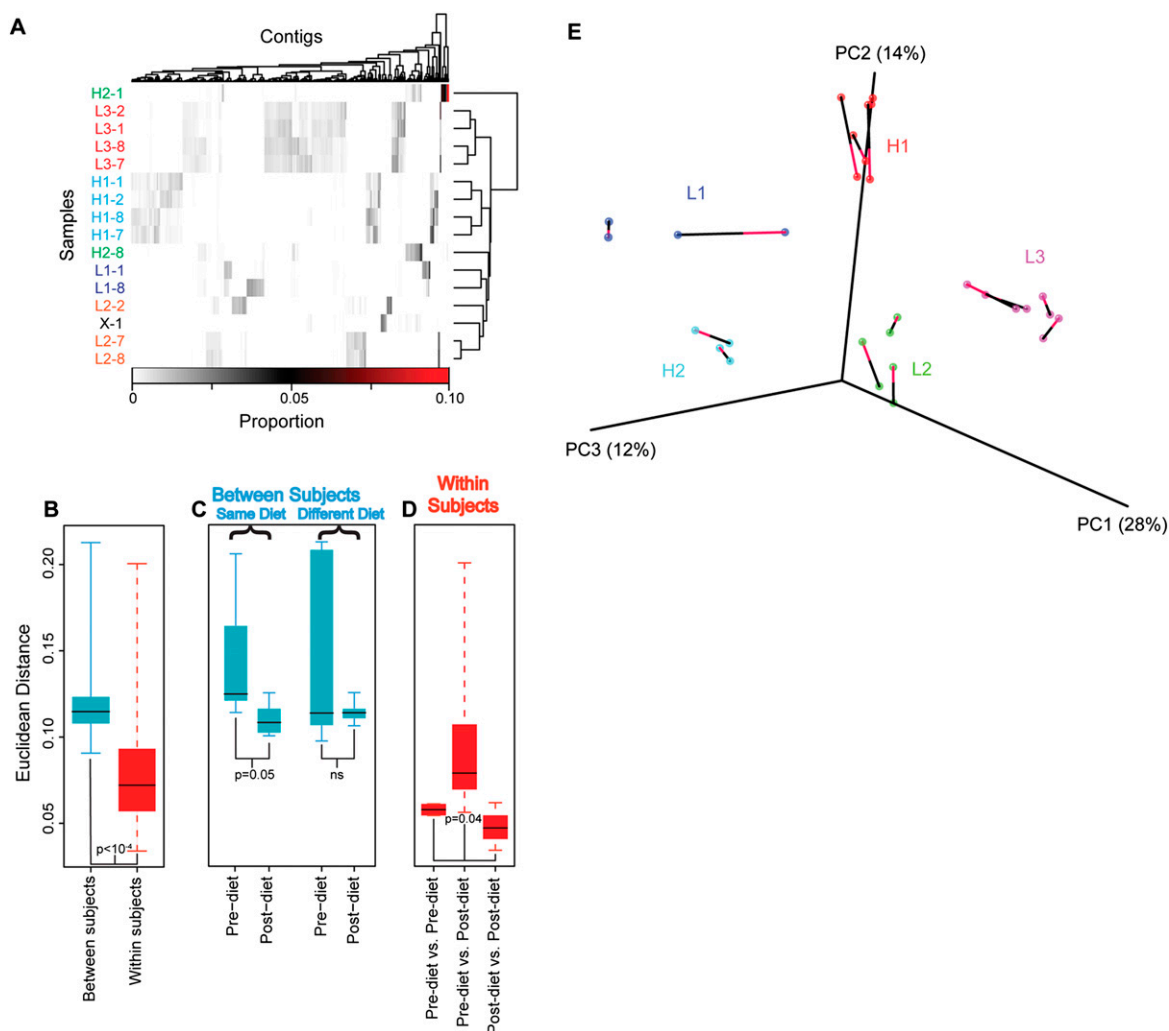 A
Contigs
H2-1
L3-2
L3-1
L3-8
L3-7
H1-1
H1-2
H1-8
H1-7
H2-8
L1-1
L1-8
L2-2
X-1
L2-7
L2-8
Samples
0 0.05 0.10
Proportion
E
PC2 (14%)
H1
L1
L3
H2
L2
PC3 (12%)
PC1 (28%)
B
Euclidean Distance
0.20
0.15
0.10
0.05
p<10⁻⁴
Between subjects
Within subjects
C
Between Subjects
Same Diet Different Diet
p=0.05
ns
Pre-diet
Post-diet
Pre-diet
Post-diet
D
Within
Subjects
p=0.04
Pre-diet vs. Pre-diet
Pre-diet vs. Post-diet
Post-diet vs. Post-diet